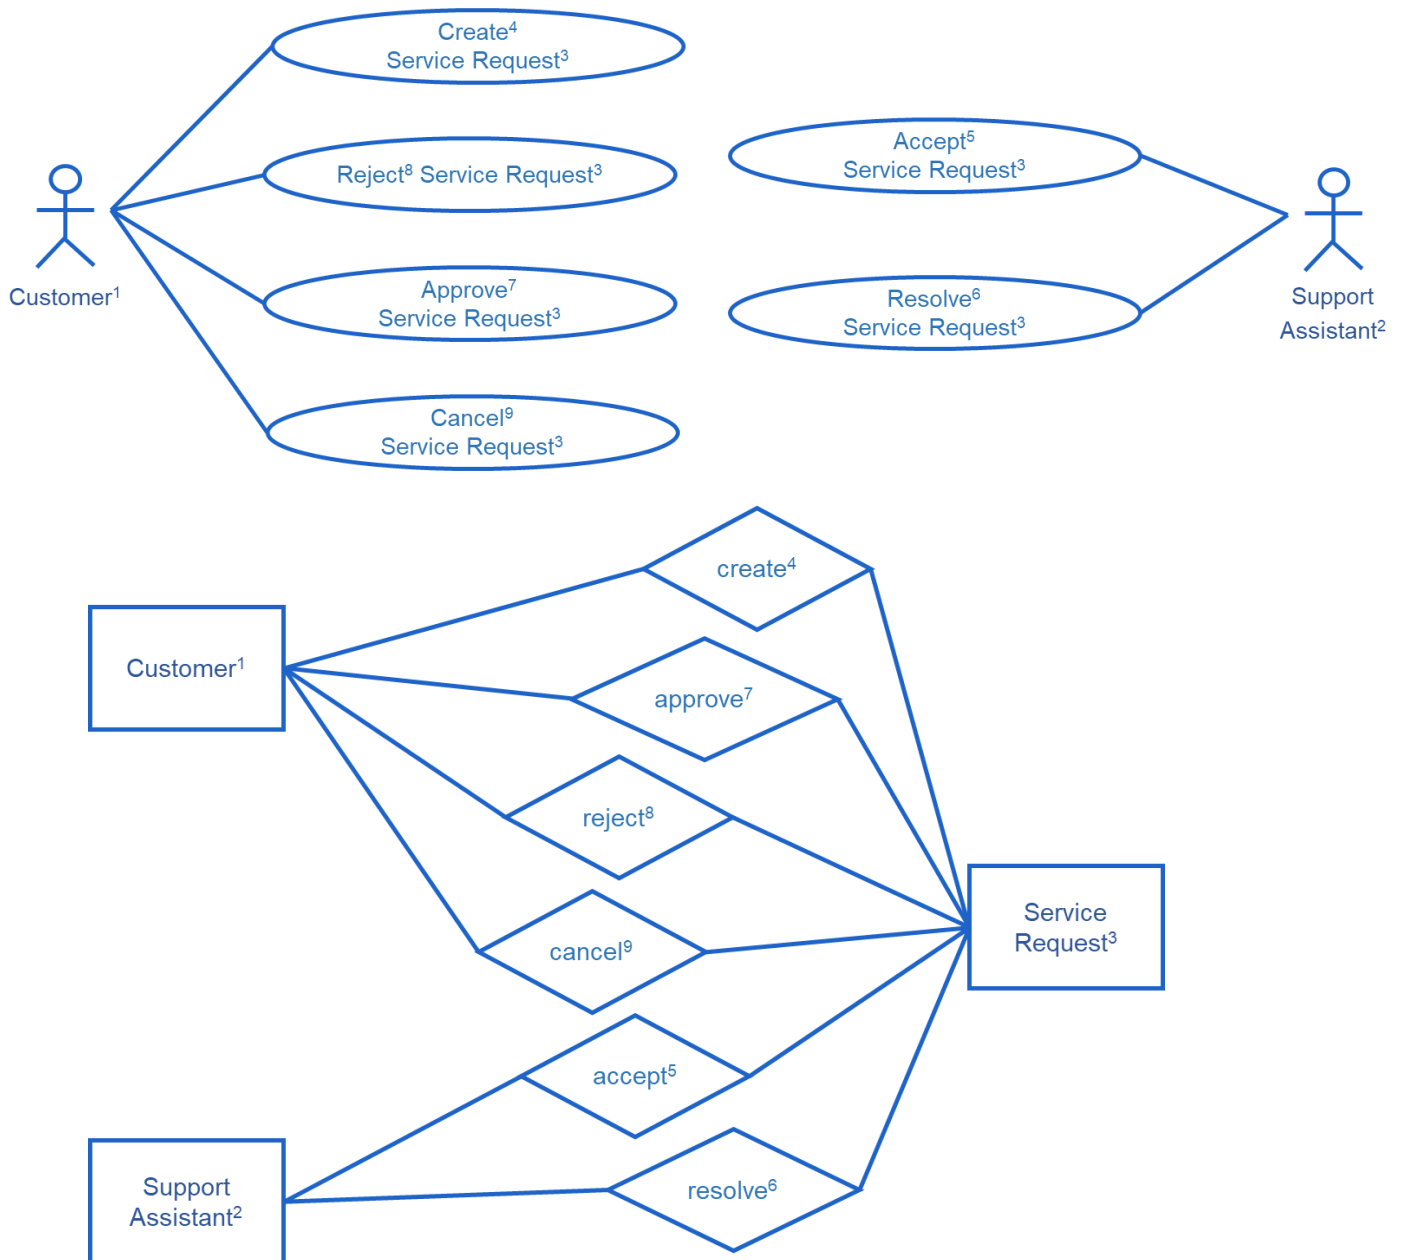 Create⁴
Service Request³
Reject⁸ Service Request³
Approve⁷
Service Request³
Cancel⁹
Service Request³
Customer¹
Accept⁵
Service Request³
Resolve⁶
Service Request³
Support
Assistant²
create⁴
Customer¹
approve⁷
reject⁸
cancel⁹
Service
Request³
accept⁵
resolve⁶
Support
Assistant²